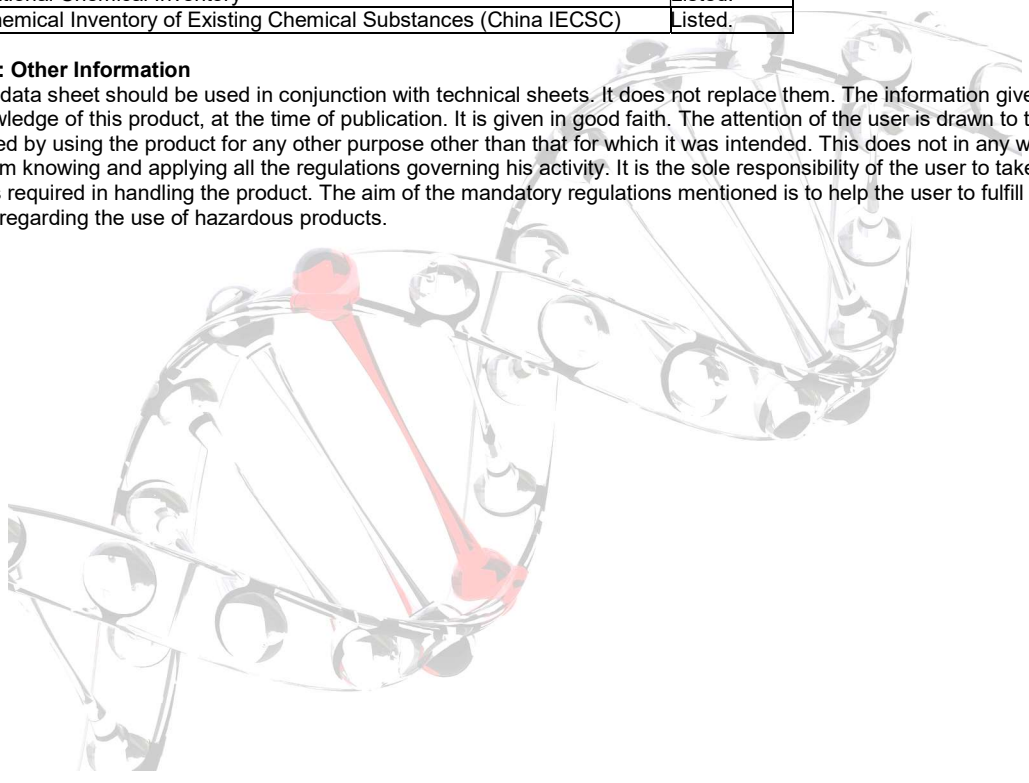 Chemical Inventory of Existing Chemical Substances (China IECSC) Listed.
: Other Information
data sheet should be used in conjunction with technical sheets. It does not replace them. The information
of this product, at the time of publication. It is given in good faith. The attention of the user is drawn to
by using the product for any other purpose other than that for which it was intended. This does not in any
knowing and applying all the regulations governing his activity. It is the sole responsibility of the user to take
required in handling the product. The aim of the mandatory regulations mentioned is to help the user to fulfill
regarding the use of hazardous products.